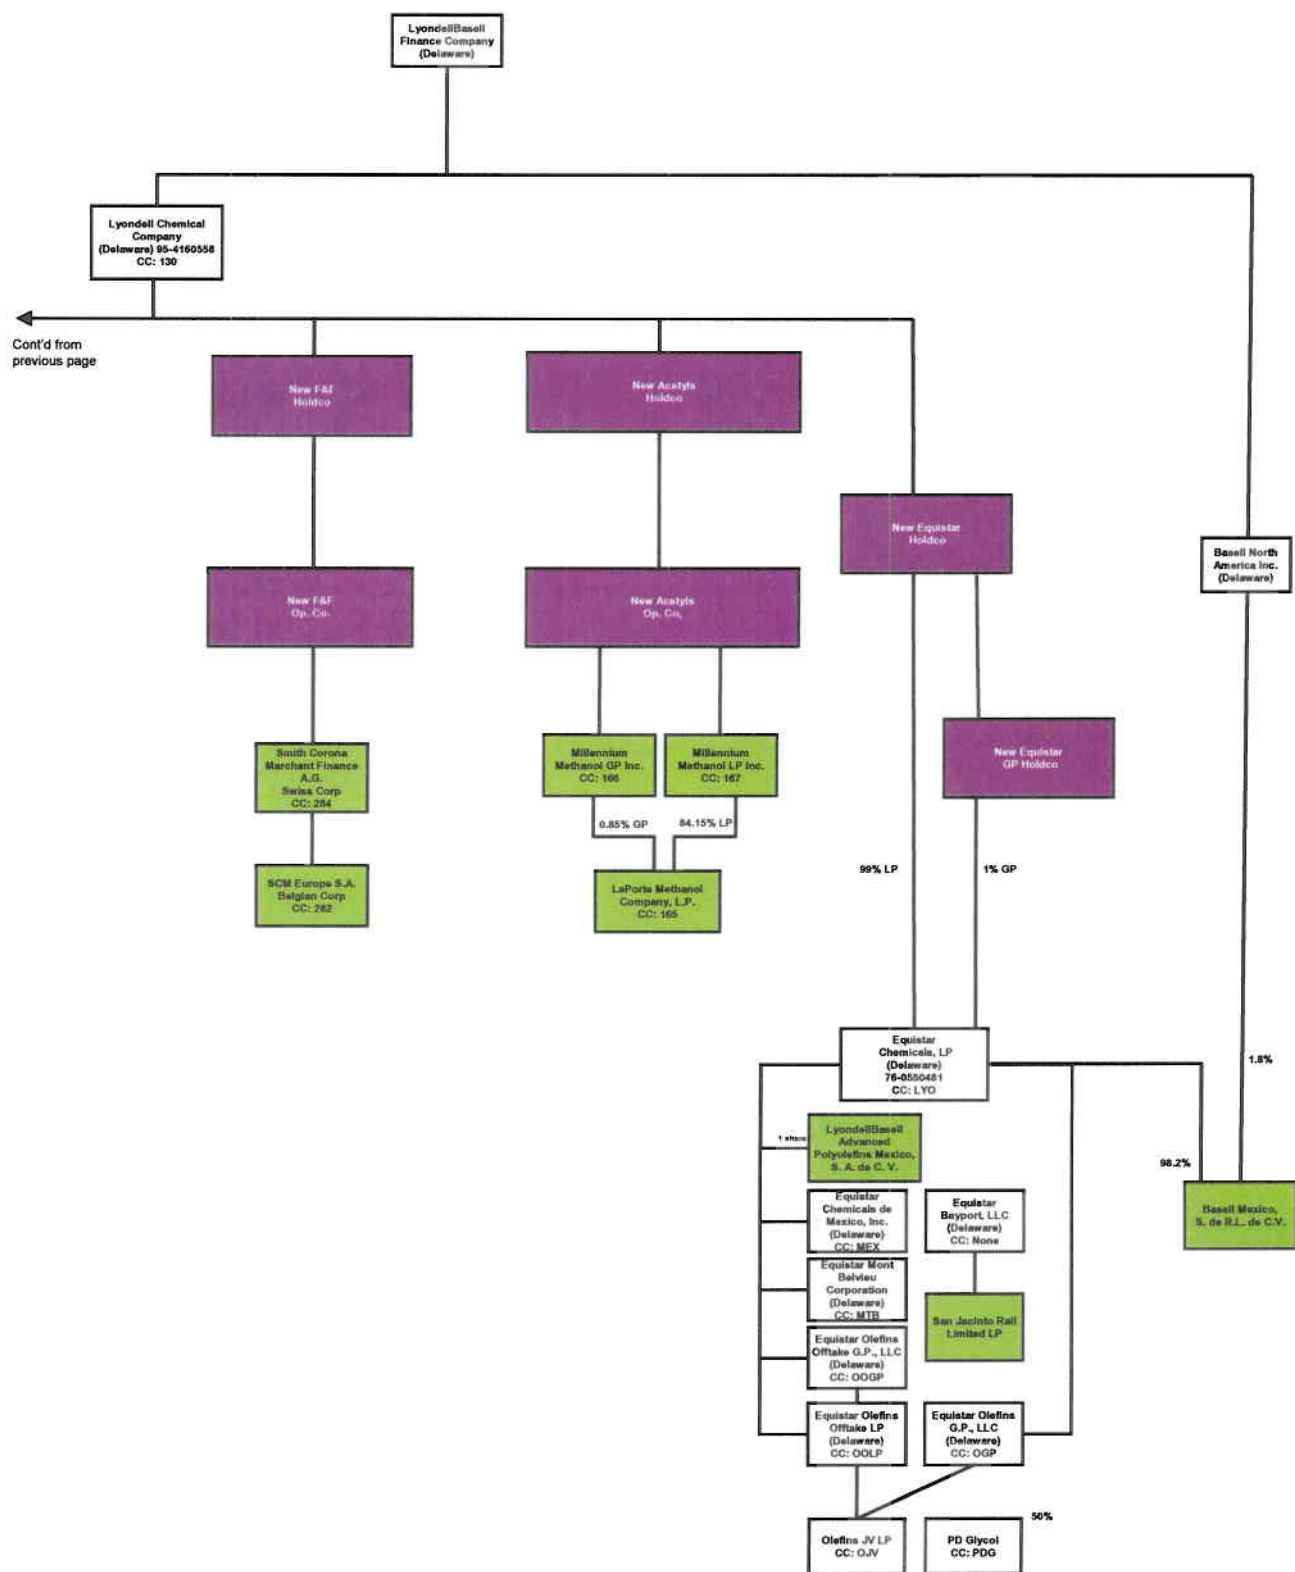 LyondellBasell
Finance Company
(Delaware)
Lyondell Chemical
Company
(Delaware) 95-4160558
CC: 130
Cont'd from
previous page
New F&F
Holdco
New Acetyls
Holdco
New Equistar
Holdco
Basell North
America Inc.
(Delaware)
New F&F
Op. Co.
New Acetyls
Op. Co,
New Equistar
GP Holdco
Smith Corona
Marchant Finance
A.G.
Swiss Corp
CC: 284
Millennium
Methanol GP Inc.
CC: 166
Millennium
Methanol LP Inc.
CC: 167
0.85% GP
84.15% LP
99% LP
1% GP
SCM Europe S.A.
Belgian Corp
CC: 282
LaPorte Methanol
Company, L.P.
CC: 165
Equistar
Chemicals, LP
(Delaware)
76-0550481
CC: LYO
1.8%
1 share
LyondellBasell
Advanced
Polyolefins Mexico,
S. A. de C. V.
98.2%
Basell Mexico,
S. de R.L. de C.V.
Equistar
Chemicals de
Mexico, Inc.
(Delaware)
CC: MEX
Equistar
Bayport, LLC
(Delaware)
CC: None
Equistar Mont
Belvieu
Corporation
(Delaware)
CC: MTB
San Jacinto Rail
Limited LP
Equistar Olefins
Offtake G.P., LLC
(Delaware)
CC: OOGP
Equistar Olefins
Offtake LP
(Delaware)
CC: OOLP
Equistar Olefins
G.P., LLC
(Delaware)
CC: OGP
Olefins JV LP
CC: OJV
PD Glycol
CC: PDG
50%